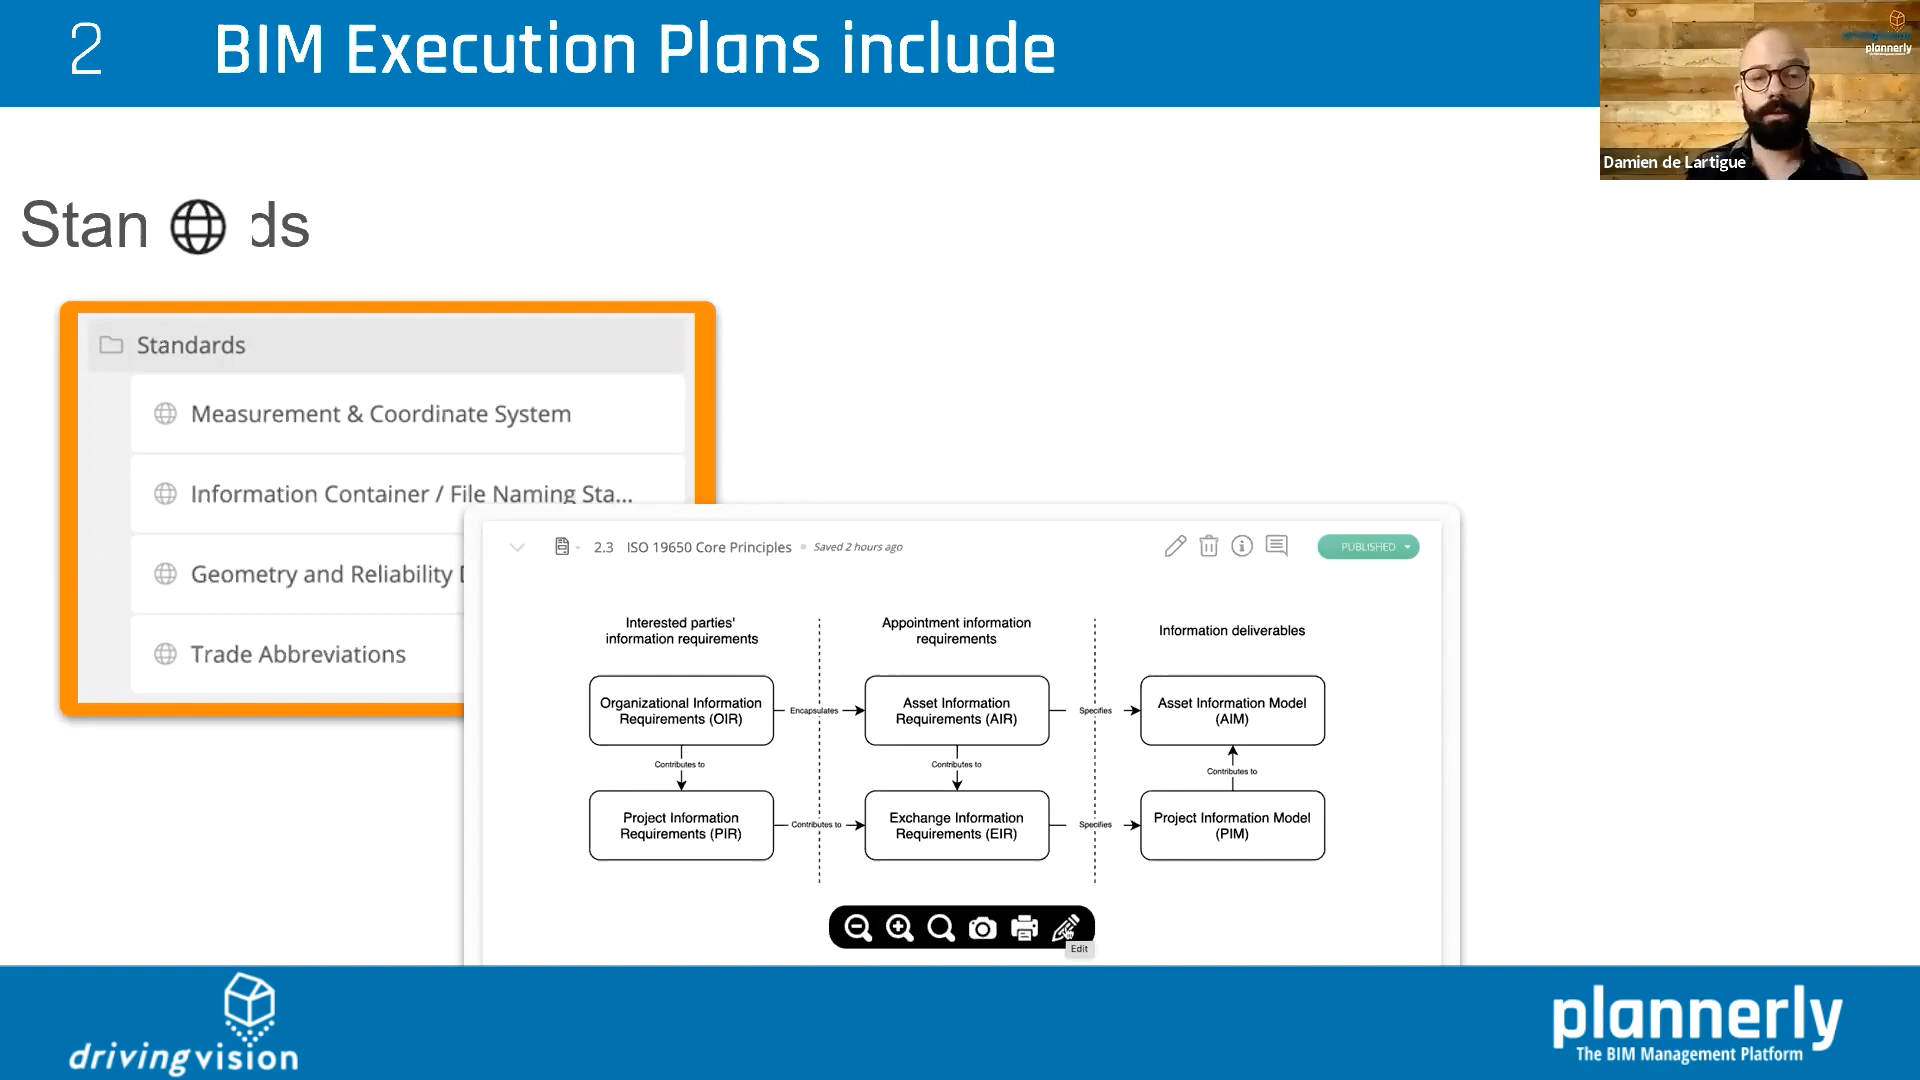 2 BIM Execution Plans include
plannerly
Damien de Lartigue
Stan ds
Standards
Measurement & Coordinate System
Information Container / File Naming Sta...
Geometry and Reliability
Trade Abbreviations
2.3 ISO 19650 Core Principles Saved 2 hours ago
PUBLISHED
Interested parties'
information requirements
Appointment information
requirements
Information deliverables
Organizational Information
Requirements (OIR)
Encapsulates
Asset Information
Requirements (AIR)
Specifies
Asset Information Model
(AIM)
Contributes to
Contributes to
Contributes to
Project Information
Requirements (PIR)
Contributes to
Exchange Information
Requirements (EIR)
Specifies
Project Information Model
(PIM)
Edit
drivingvision
plannerly
The BIM Management Platform